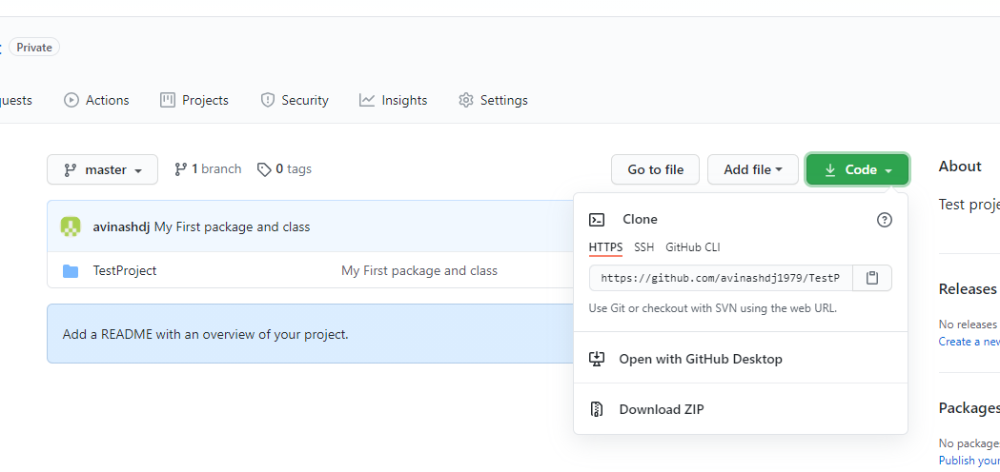 Private
quests
Actions
Projects
Security
Insights
Settings
master
1 branch
0 tags
Go to file
Add file
Code
About
Test proje
avinashdj My First package and class
TestProject
My First package and class
Add a README with an overview of your project.
Clone
HTTPS
SSH
GitHub CLI
https://github.com/avinashdj1979/TestP
Use Git or checkout with SVN using the web URL.
Open with GitHub Desktop
Download ZIP
Releases
No releases
Create a new
Packages
No packages
Publish your